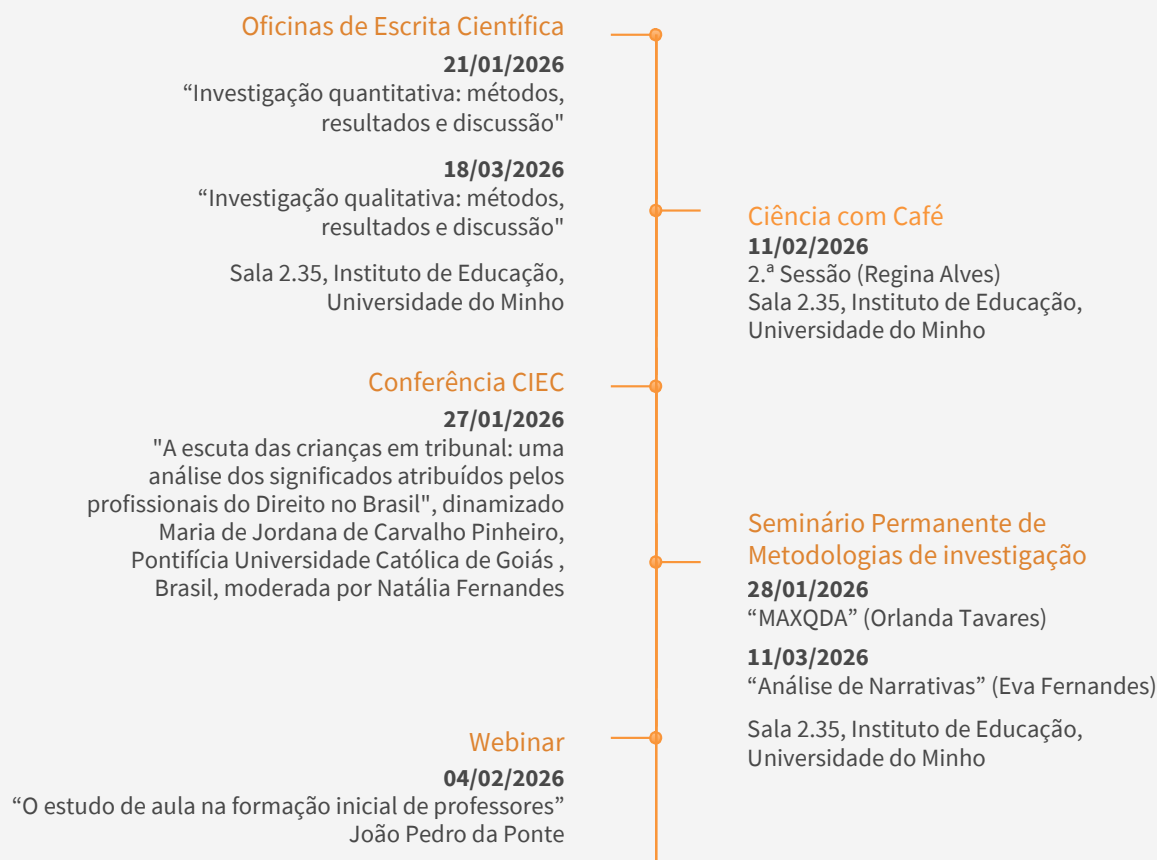 Oficinas de Escrita Científica
21/01/2026
“Investigação quantitativa: métodos,
resultados e discussão"
18/03/2026
“Investigação qualitativa: métodos,
resultados e discussão"
Sala 2.35, Instituto de Educação,
Universidade do Minho
Ciência com Café
11/02/2026
2.ª Sessão (Regina Alves)
Sala 2.35, Instituto de Educação,
Universidade do Minho
Conferência CIEC
27/01/2026
"A escuta das crianças em tribunal: uma
análise dos significados atribuídos pelos
profissionais do Direito no Brasil", dinamizado
Maria de Jordana de Carvalho Pinheiro,
Pontifícia Universidade Católica de Goiás ,
Brasil, moderada por Natália Fernandes
Seminário Permanente de
Metodologias de investigação
28/01/2026
“MAXQDA” (Orlanda Tavares)
11/03/2026
“Análise de Narrativas” (Eva Fernandes)
Sala 2.35, Instituto de Educação,
Universidade do Minho
Webinar
04/02/2026
“O estudo de aula na formação inicial de professores”
João Pedro da Ponte